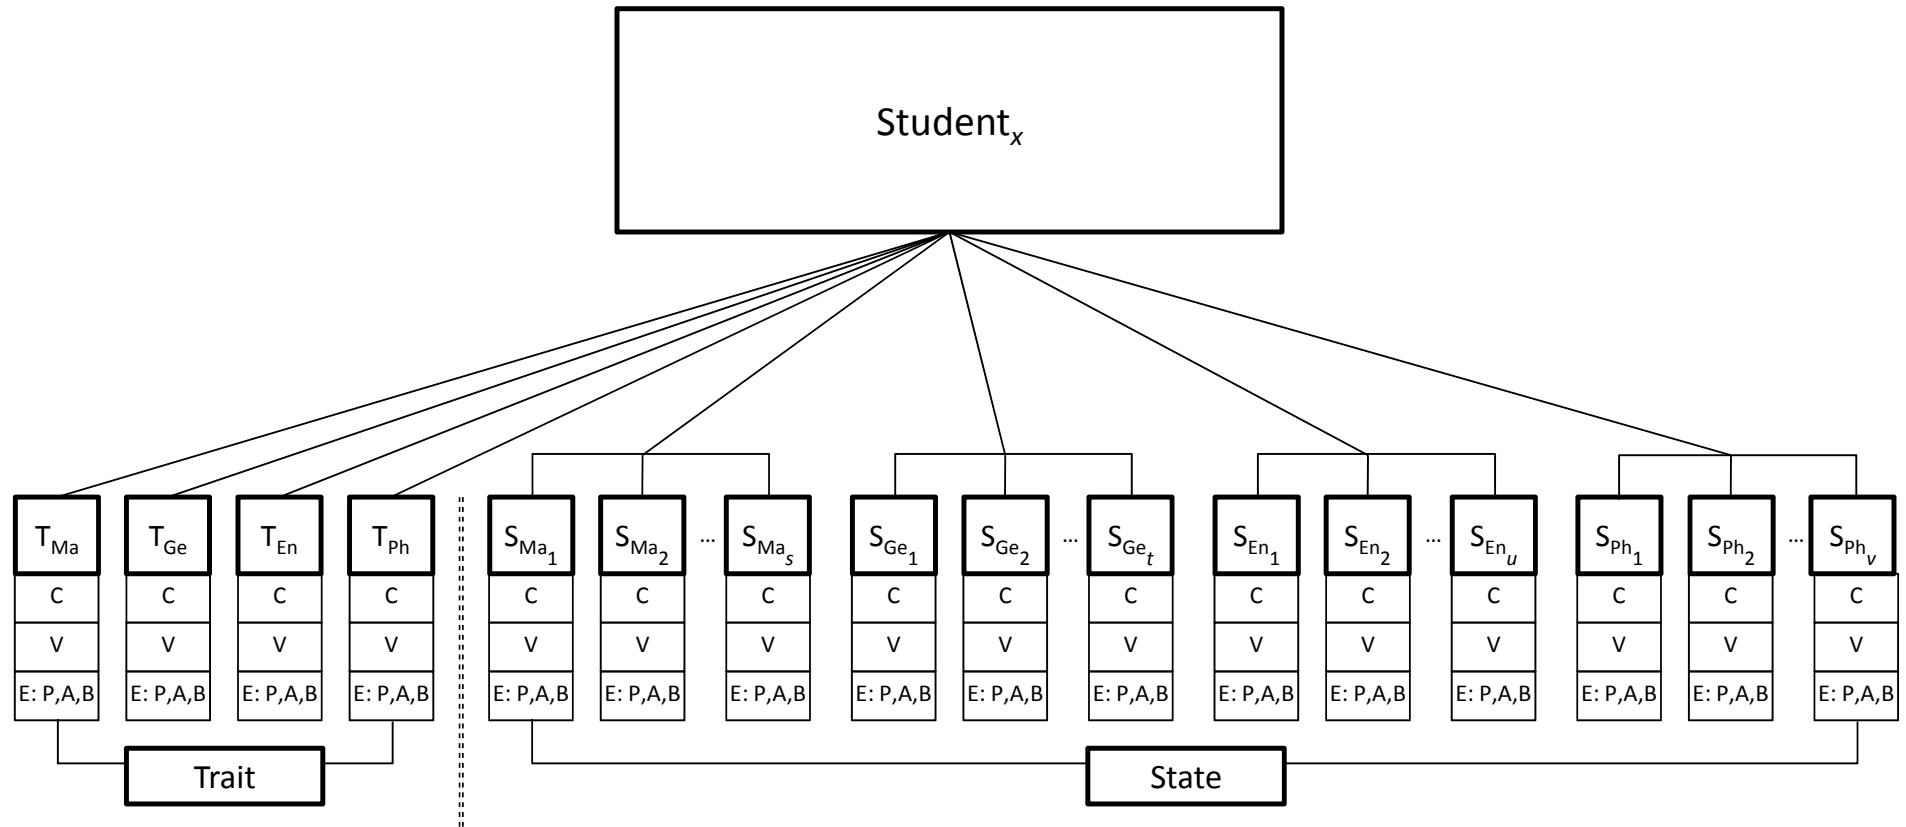 Student_x
T_Ma T_Ge T_En T_Ph S_Ma_1 S_Ma_2 ... S_Ma_s S_Ge_1 S_Ge_2 ... S_Ge_t S_En_1 S_En_2 ... S_En_u S_Ph_1 S_Ph_2 ... S_Ph_v
C C C C C C C C C C C C C C C C
V V V V V V V V V V V V V V V V
E: P,A,B E: P,A,B E: P,A,B E: P,A,B E: P,A,B E: P,A,B E: P,A,B E: P,A,B E: P,A,B E: P,A,B E: P,A,B E: P,A,B E: P,A,B E: P,A,B E: P,A,B E: P,A,B
Trait State